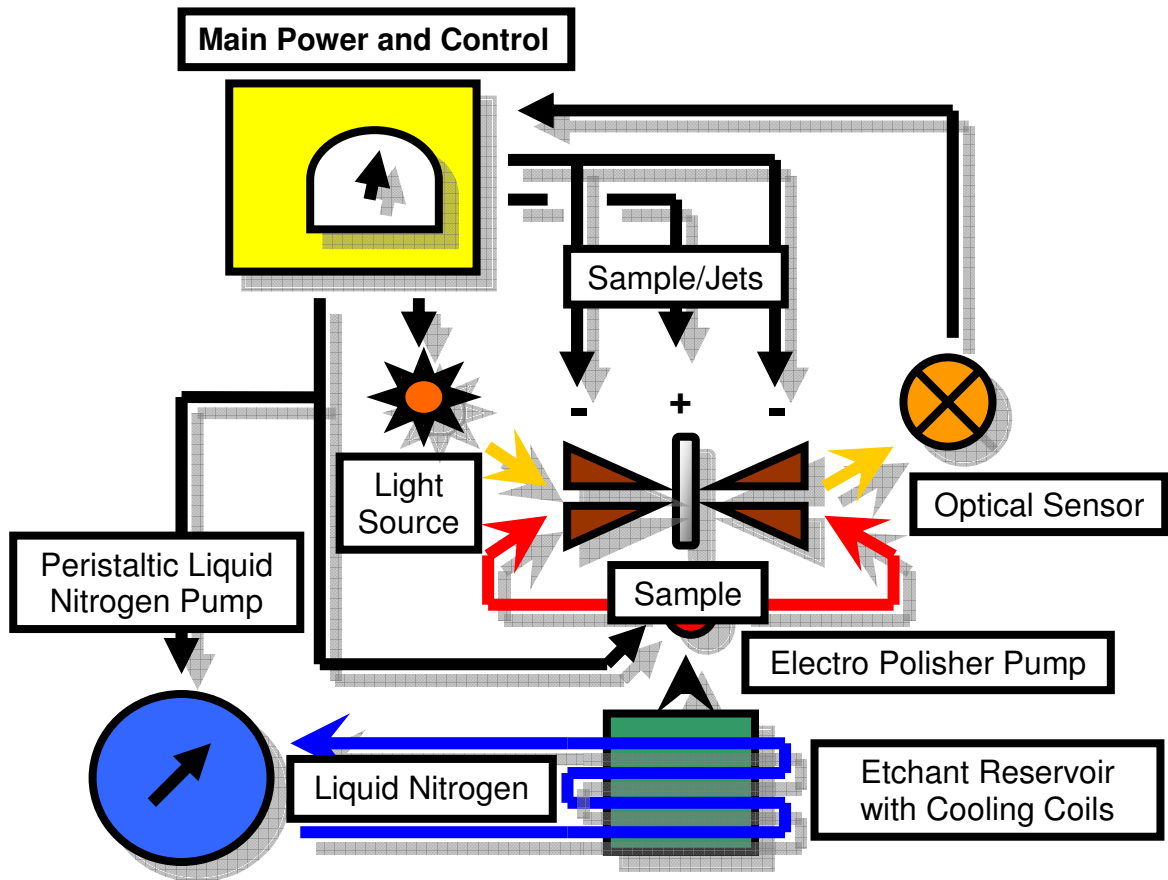 Main Power and Control
Sample/Jets
- + -
Light
Source
Optical Sensor
Peristaltic Liquid
Nitrogen Pump
Sample
Electro Polisher Pump
Liquid Nitrogen
Etchant Reservoir
with Cooling Coils